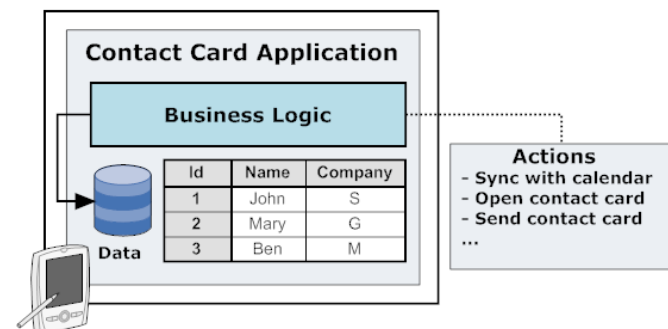 Contact Card Application
Business Logic
Id Name Company
1 John S
2 Mary G
3 Ben M
Data
Actions
- Sync with calendar
- Open contact card
- Send contact card
...